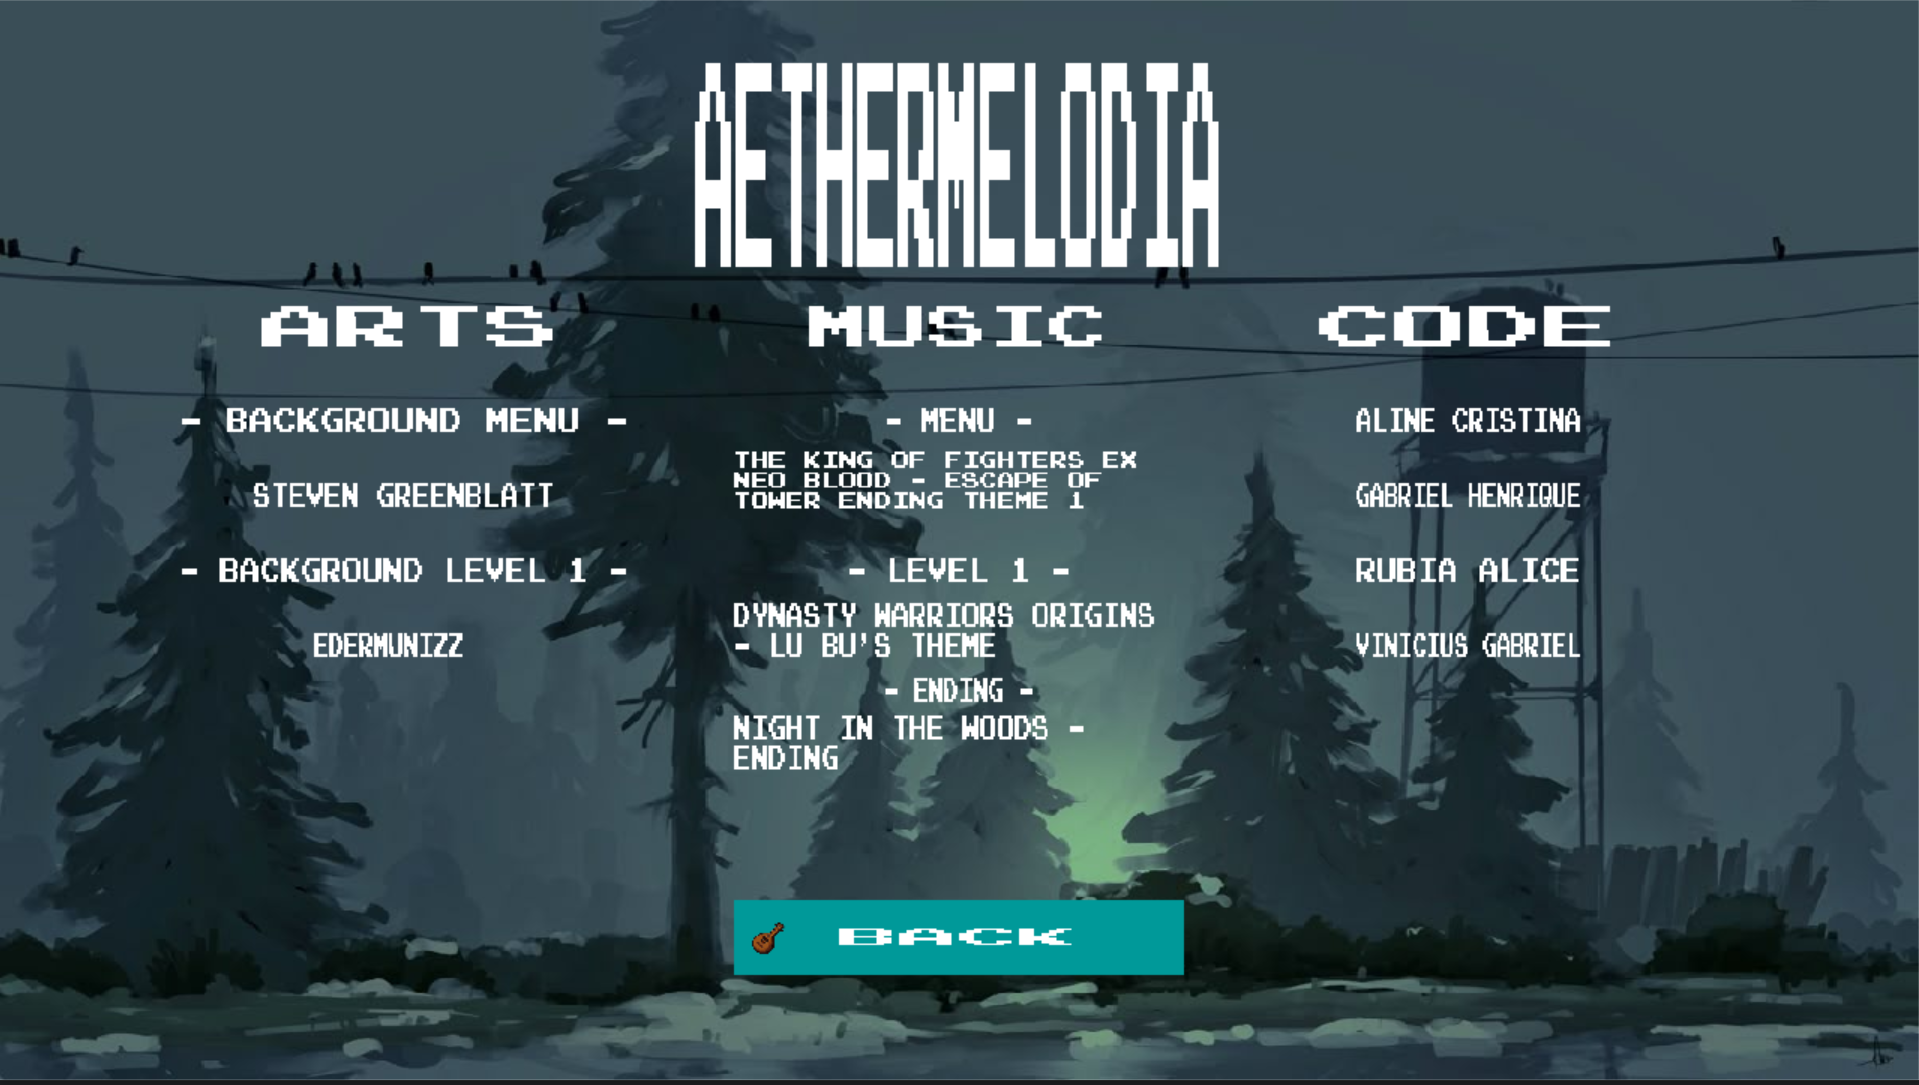 AETHERMELODIA
ARTS
- BACKGROUND MENU -
STEVEN GREENBLATT
- BACKGROUND LEVEL 1 -
EDERMUNIZZ
MUSIC
- MENU -
THE KING OF FIGHTERS EX
NEO BLOOD - ESCAPE OF
TOWER ENDING THEME 1
- LEVEL 1 -
DYNASTY WARRIORS ORIGINS
- LU BU'S THEME
- ENDING -
NIGHT IN THE WOODS -
ENDING
CODE
ALINE CRISTINA
GABRIEL HENRIQUE
RUBIA ALICE
VINICIUS GABRIEL
BACK